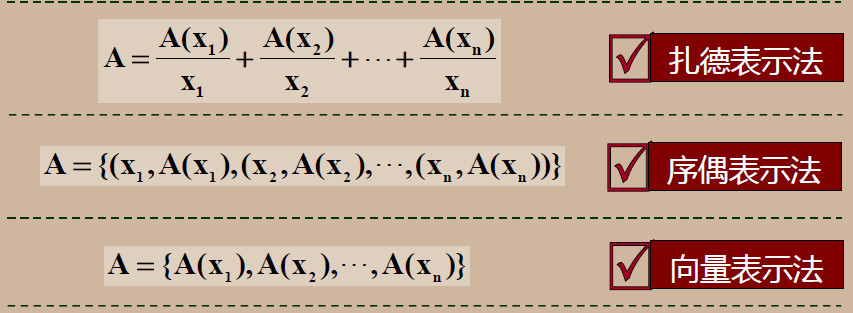 A = A(x₁)/x₁ + A(x₂)/x₂ + ⋯ + A(xₙ)/xₙ 扎德表示法
A = {(x₁,A(x₁),(x₂,A(x₂),⋯,(xₙ,A(xₙ))} 序偶表示法
A = {A(x₁),A(x₂),⋯,A(xₙ)} 向量表示法